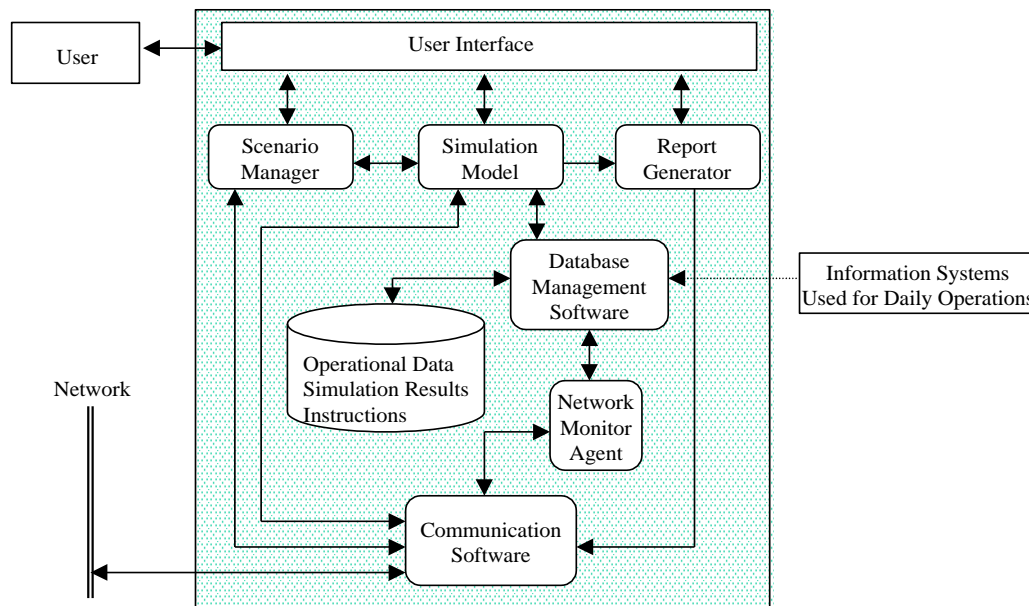 User
User Interface
Scenario
Manager
Simulation
Model
Report
Generator
Database
Management
Software
Information Systems
Used for Daily Operations
Operational Data
Simulation Results
Instructions
Network
Network
Monitor
Agent
Communication
Software